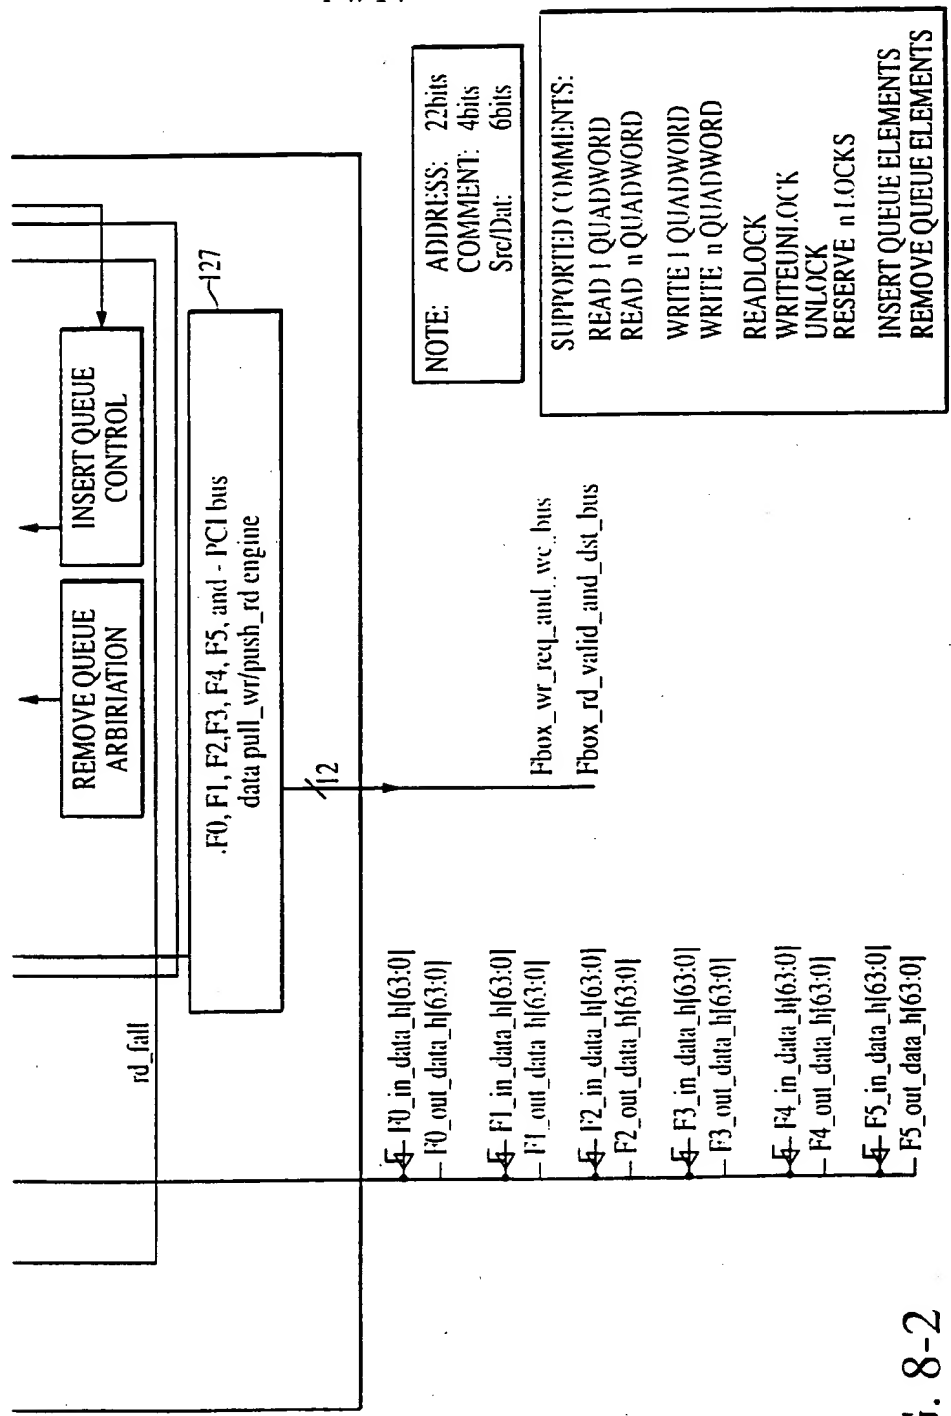 INSERT QUEUE
CONTROL
REMOVE QUEUE
ARBIRIATION
127
.F0, F1, F2,F3, F4, F5, and - PCI bus
data pull_wr/push_rd engine
rd_fall
12
Fbox_wr_req_and_wc_bus
Fbox_rd_valid_and_dst_bus
F0_in_data_h[63:0]
F0_out_data_h[63:0]
F1_in_data_h[63:0]
F1_out_data h[63:0]
F2_in_data_h[63:0]
F2_out_data_h[63:0]
F3_in_data_h[63:0]
F3_out_data_h[63:0]
F4_in_data_h[63:0]
F4_out_data_h[63:0]
F5_in_data_h[63:0]
F5_out_data_h[63:0]
NOTE: ADDRESS: 22bits
COMMENT: 4bits
Src/Dat: 6bits
SUPPORTED COMMENTS:
READ 1 QUADWORD
READ n QUADWORD
WRITE 1 QUADWORD
WRITE n QUADWORD
READLOCK
WRITEUNLOCK
UNLOCK
RESERVE n LOCKS
INSERT QUEUE ELEMENTS
REMOVE QUEUE ELEMENTS
8-2